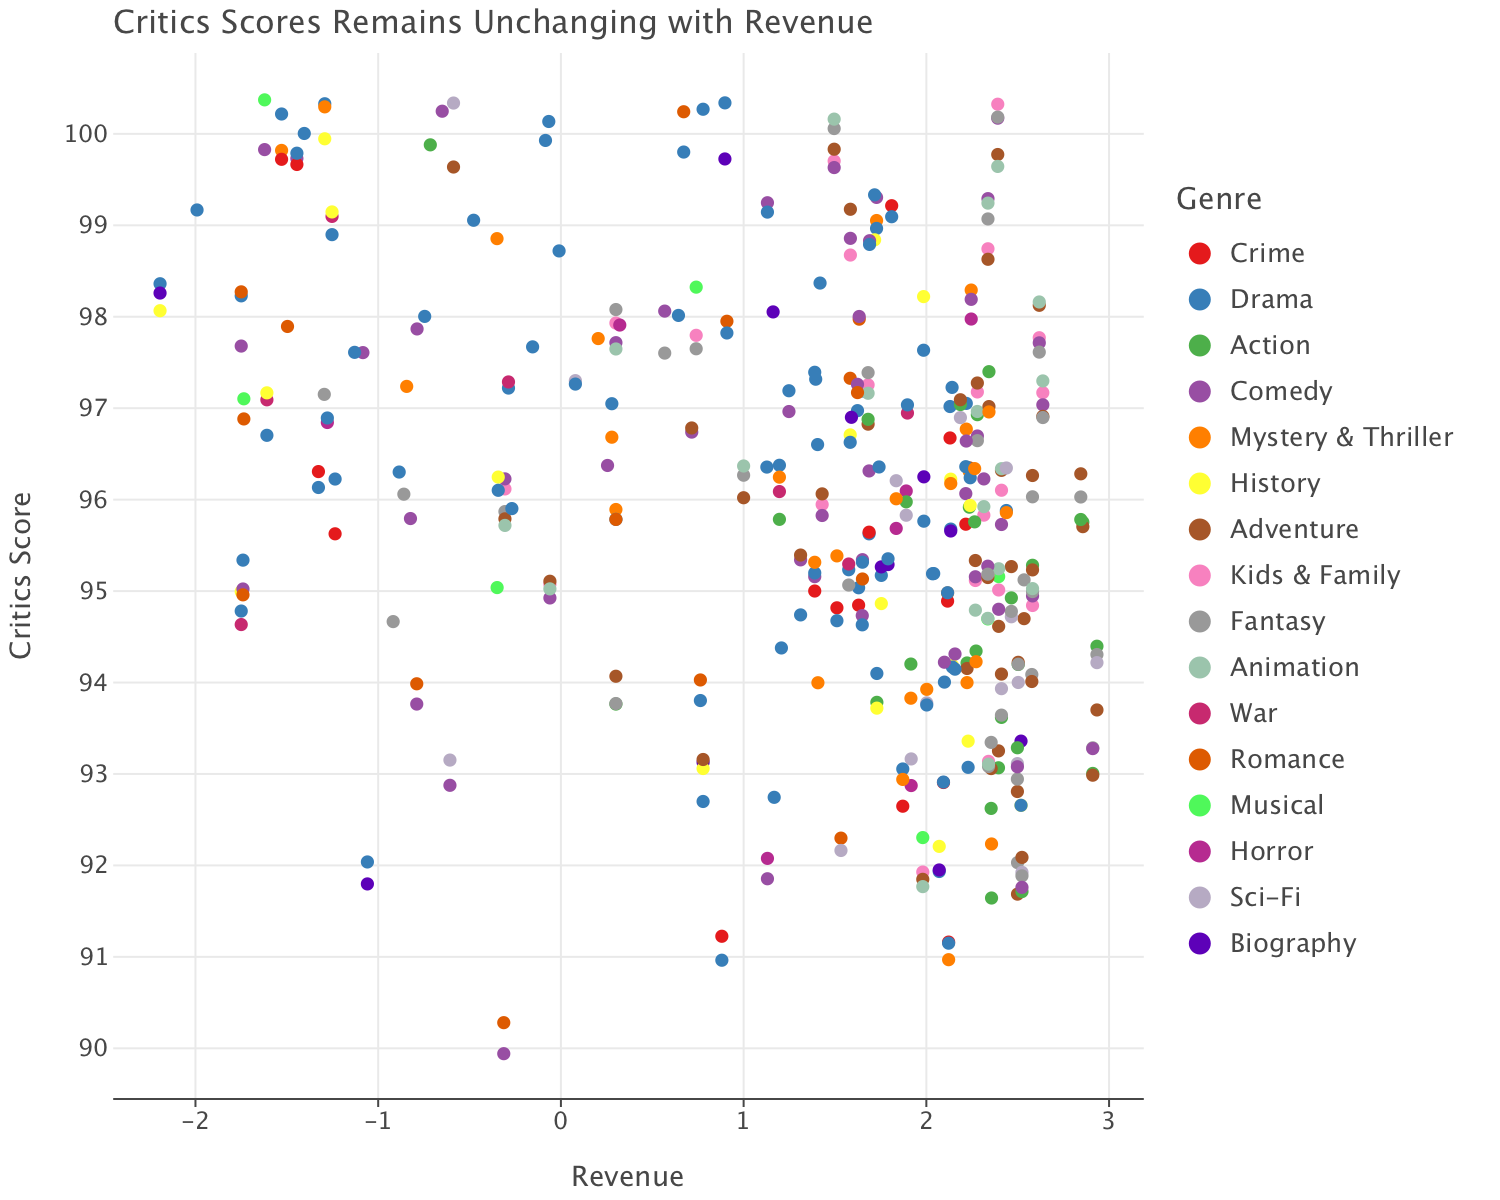 Critics Scores Remains Unchanging with Revenue
Critics Score
100
99
98
97
96
95
94
93
92
91
90
−2
−1
0
1
2
3
Revenue
Genre
Crime
Drama
Action
Comedy
Mystery & Thriller
History
Adventure
Kids & Family
Fantasy
Animation
War
Romance
Musical
Horror
Sci−Fi
Biography